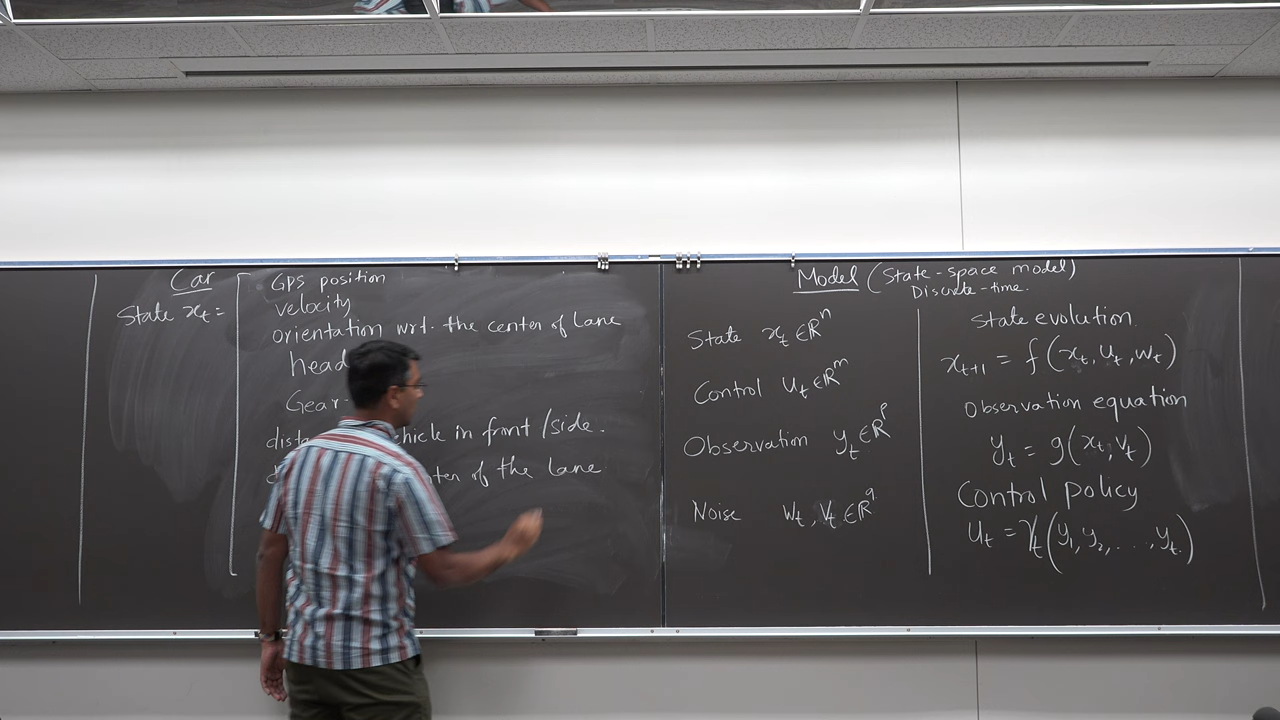 Car
State xₜ =
GPS position
velocity
orientation wrt. the center of lane
head
Gear
dista hicle in front /side.
nter of the lane
Model (State-space model)
Discrete-time.
State xₜ ∈ ℝⁿ
Control uₜ ∈ ℝᵐ
Observation yₜ ∈ ℝᵖ
Noise wₜ, vₜ ∈ ℝ^q
State evolution
xₜ₊₁ = f(xₜ, uₜ, wₜ)
Observation equation
yₜ = g(xₜ, vₜ)
Control policy
uₜ = γₜ(y₁, y₂, ..., yₜ)